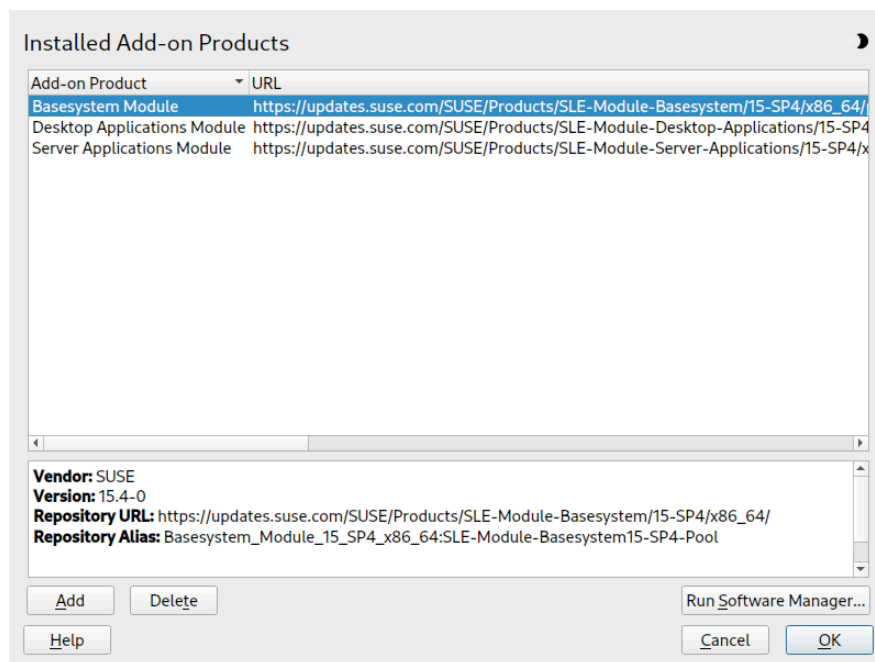 Installed Add-on Products
Add-on Product URL
Basesystem Module https://updates.suse.com/SUSE/Products/SLE-Module-Basesystem/15-SP4/x86_64/
Desktop Applications Module https://updates.suse.com/SUSE/Products/SLE-Module-Desktop-Applications/15-SP4
Server Applications Module https://updates.suse.com/SUSE/Products/SLE-Module-Server-Applications/15-SP4/x
Vendor: SUSE
Version: 15.4-0
Repository URL: https://updates.suse.com/SUSE/Products/SLE-Module-Basesystem/15-SP4/x86_64/
Repository Alias: Basesystem_Module_15_SP4_x86_64:SLE-Module-Basesystem15-SP4-Pool
Add Delete Run Software Manager...
Help Cancel OK